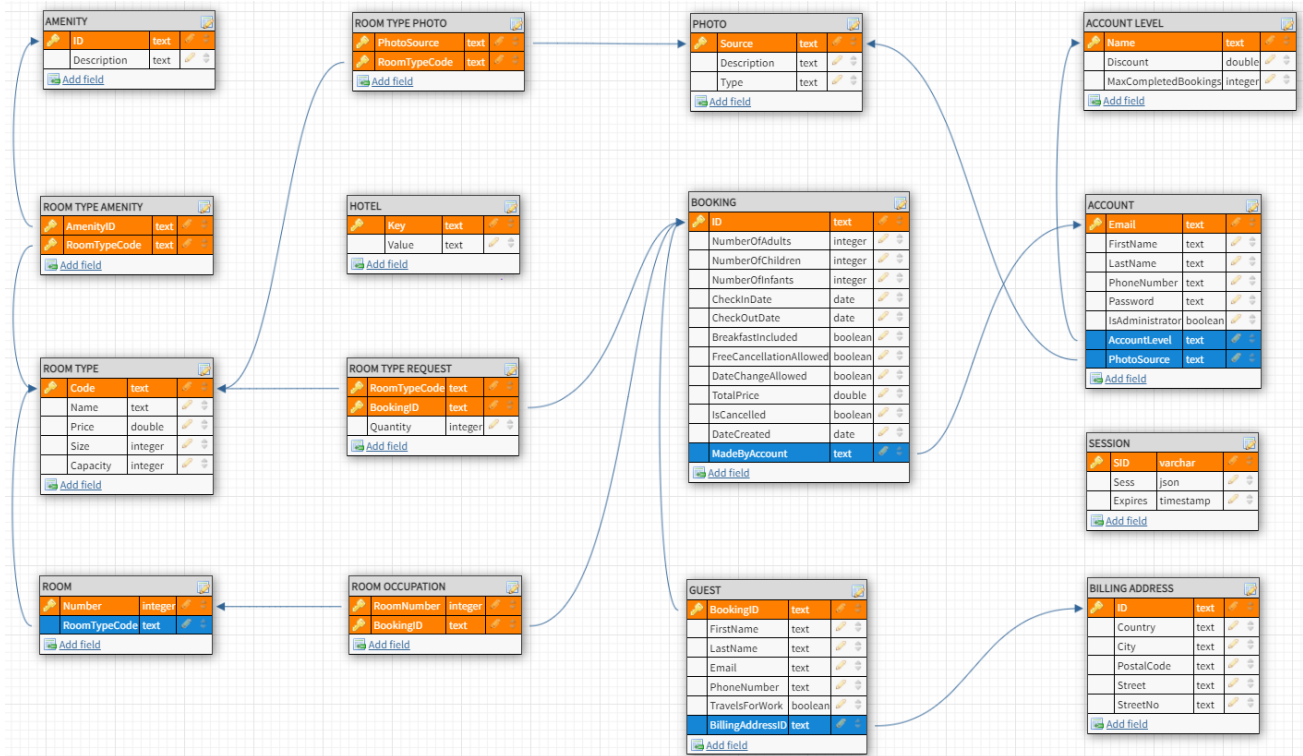 AMENITY
ID text
Description text
Add field
ROOM TYPE PHOTO
PhotoSource text
RoomTypeCode text
Add field
PHOTO
Source text
Description text
Type text
Add field
ACCOUNT LEVEL
Name text
Discount double
MaxCompletedBookings integer
Add field
ROOM TYPE AMENITY
AmenityID text
RoomTypeCode text
Add field
HOTEL
Key text
Value text
Add field
BOOKING
ID text
NumberOfAdults integer
NumberOfChildren integer
NumberOfInfants integer
CheckInDate date
CheckOutDate date
BreakfastIncluded boolean
FreeCancellationAllowed boolean
DateChangeAllowed boolean
TotalPrice double
IsCancelled boolean
DateCreated date
MadeByAccount text
Add field
ACCOUNT
Email text
FirstName text
LastName text
PhoneNumber text
Password text
IsAdministrator boolean
AccountLevel text
PhotoSource text
Add field
ROOM TYPE
Code text
Name text
Price double
Size integer
Capacity integer
Add field
ROOM TYPE REQUEST
RoomTypeCode text
BookingID text
Quantity integer
Add field
SESSION
SID varchar
Sess json
Expires timestamp
Add field
ROOM
Number integer
RoomTypeCode text
Add field
ROOM OCCUPATION
RoomNumber integer
BookingID text
Add field
GUEST
BookingID text
FirstName text
LastName text
Email text
PhoneNumber text
TravelsForWork boolean
BillingAddressID text
Add field
BILLING ADDRESS
ID text
Country text
City text
PostalCode text
Street text
StreetNo text
Add field